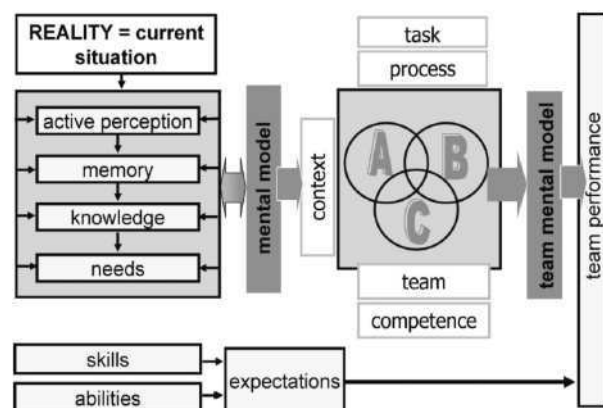 REALITY = current
situation
active perception
memory
knowledge
needs
mental model
context
task
process
A
B
C
team
competence
team mental model
team performance
skills
abilities
expectations